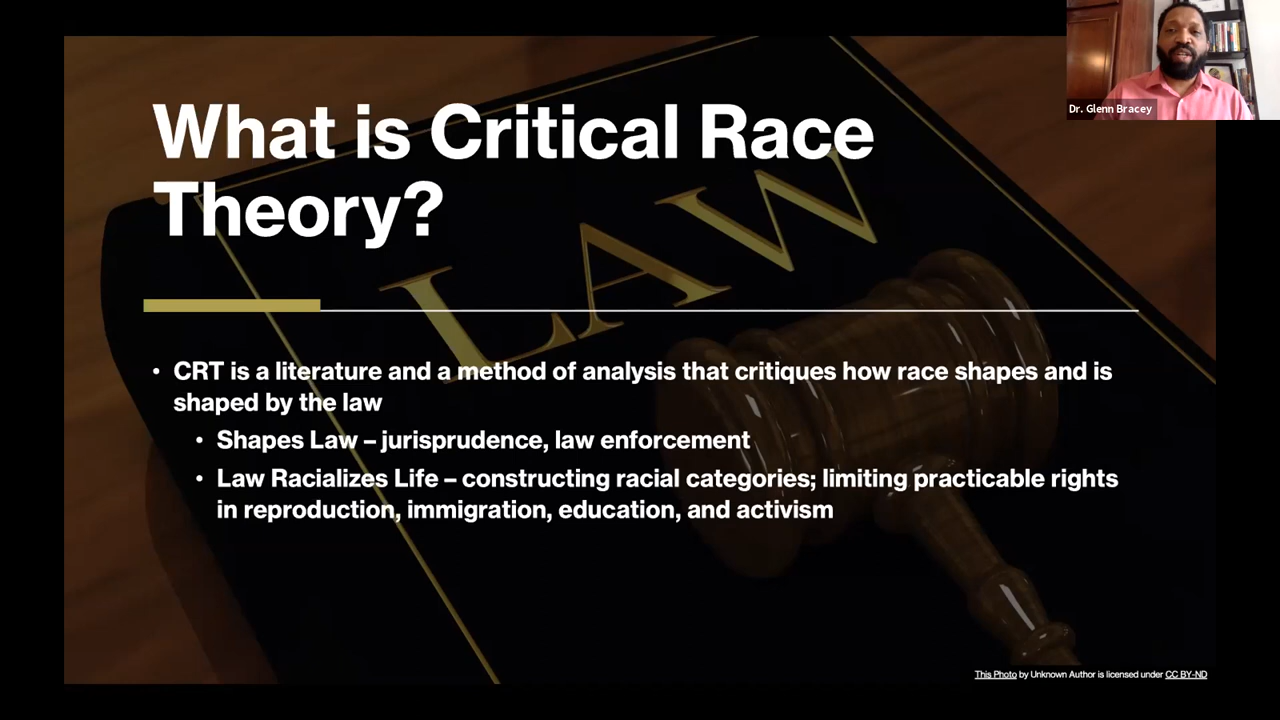 Dr. Glenn Bracey
What is Critical Race
Theory?
LAW
• CRT is a literature and a method of analysis that critiques how race shapes and is
shaped by the law
• Shapes Law – jurisprudence, law enforcement
• Law Racializes Life – constructing racial categories; limiting practicable rights
in reproduction, immigration, education, and activism
This Photo by Unknown Author is licensed under CC BY-ND